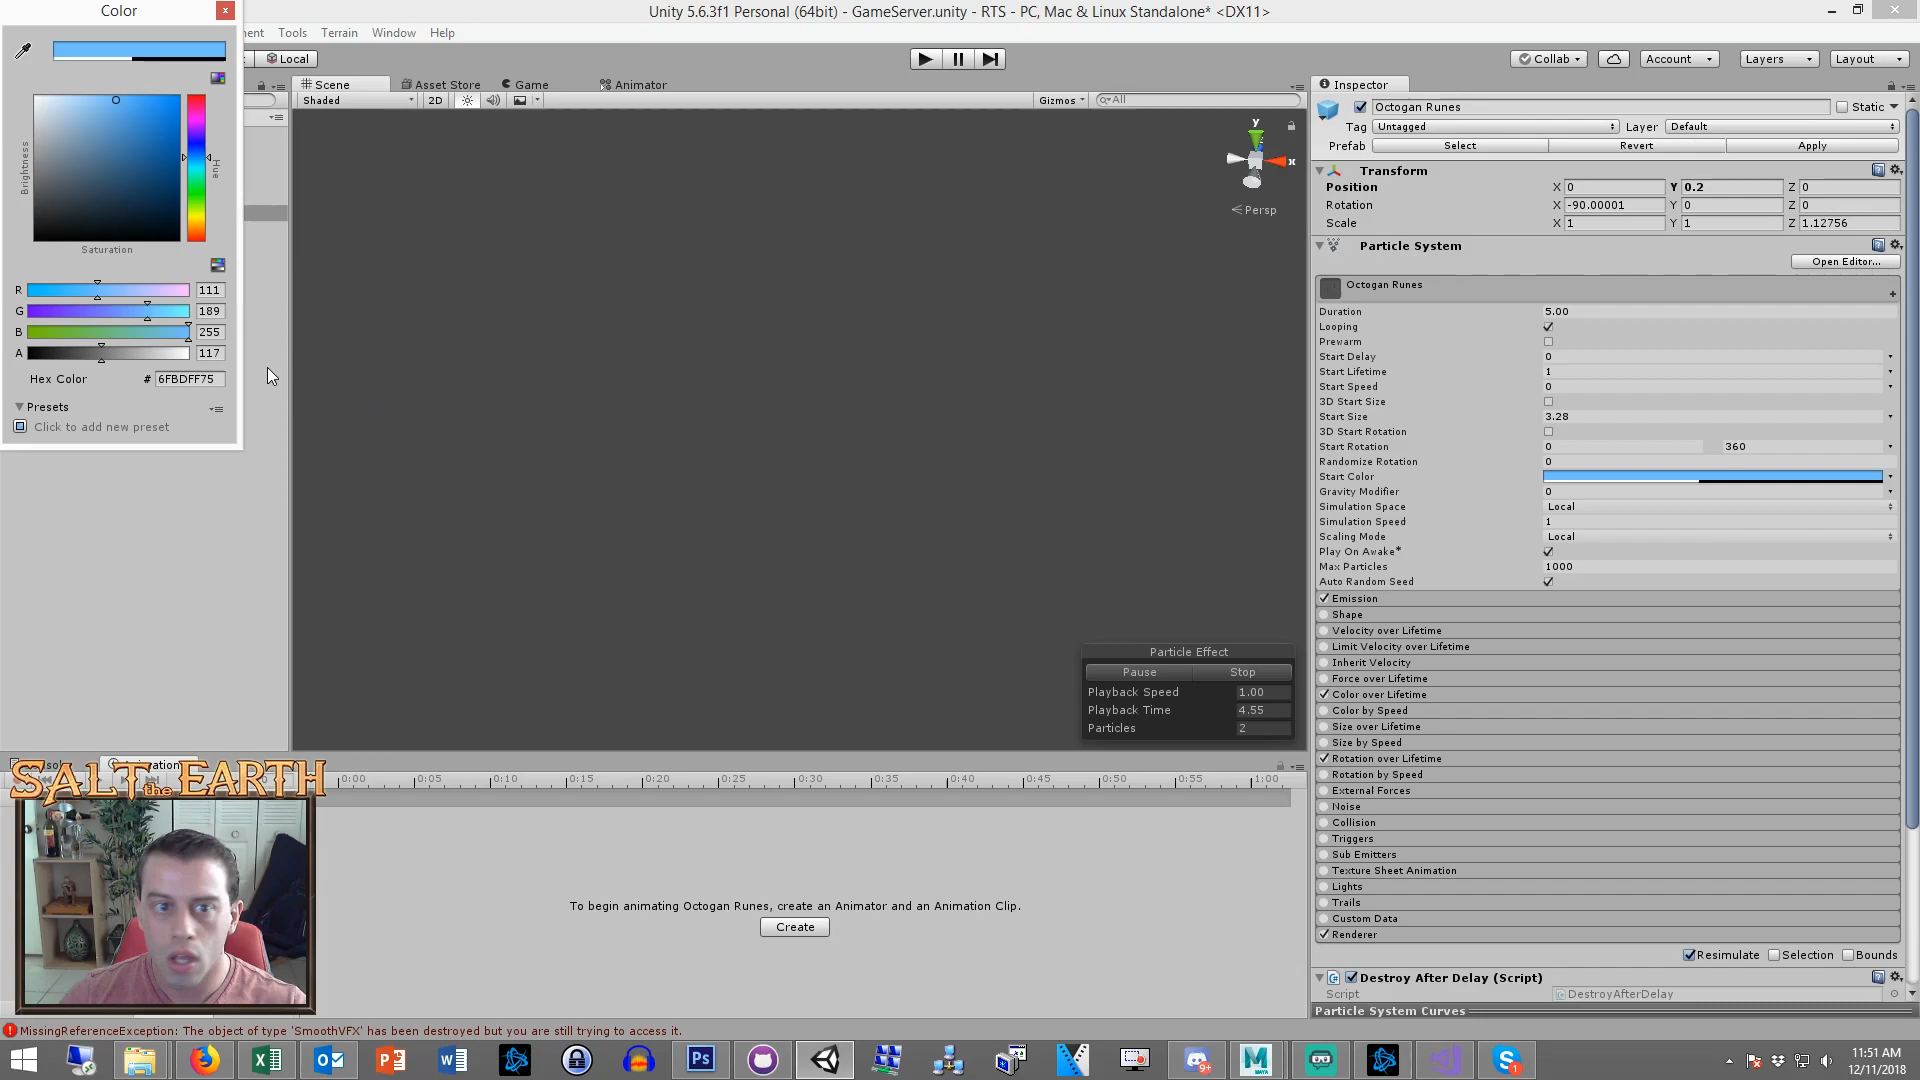 Color
Unity 5.6.3f1 Personal (64bit) - GameServer.unity - RTS - PC, Mac & Linux Standalone* <DX11>
Tools
Terrain
Window
Help
Local
Collab
Account
Layers
Layout
Scene
Asset Store
Game
Animator
Shaded
2D
Gizmos
All
y
x
Persp
Brightness
Hue
Saturation
R 111
G 189
B 255
A 117
Hex Color # 6FBDFF75
Presets
Click to add new preset
Inspector
Octogan Runes
Static
Tag Untagged
Layer Default
Prefab Select Revert Apply
Transform
Position X 0 Y 0.2 Z 0
Rotation X -90.00001 Y 0 Z 0
Scale X 1 Y 1 Z 1.12756
Particle System
Open Editor...
Octogan Runes
Duration 5.00
Looping
Prewarm
Start Delay 0
Start Lifetime 1
Start Speed 0
3D Start Size
Start Size 3.28
3D Start Rotation
Start Rotation 0 360
Randomize Rotation 0
Start Color
Gravity Modifier 0
Simulation Space Local
Simulation Speed 1
Scaling Mode Local
Play On Awake*
Max Particles 1000
Auto Random Seed
Emission
Shape
Velocity over Lifetime
Limit Velocity over Lifetime
Inherit Velocity
Force over Lifetime
Color over Lifetime
Color by Speed
Size over Lifetime
Size by Speed
Rotation over Lifetime
Rotation by Speed
External Forces
Noise
Collision
Triggers
Sub Emitters
Texture Sheet Animation
Lights
Trails
Custom Data
Renderer
Resimulate Selection Bounds
Destroy After Delay (Script)
Script DestroyAfterDelay
Particle System Curves
Particle Effect
Pause Stop
Playback Speed 1.00
Playback Time 4.55
Particles 2
0:00 0:05 0:10 0:15 0:20 0:25 0:30 0:35 0:40 0:45 0:50 0:55 1:00
SALT the EARTH
To begin animating Octogan Runes, create an Animator and an Animation Clip.
Create
MissingReferenceException: The object of type 'SmoothVFX' has been destroyed but you are still trying to access it.
Ps
9+
MAYA
1
11:51 AM
12/11/2018